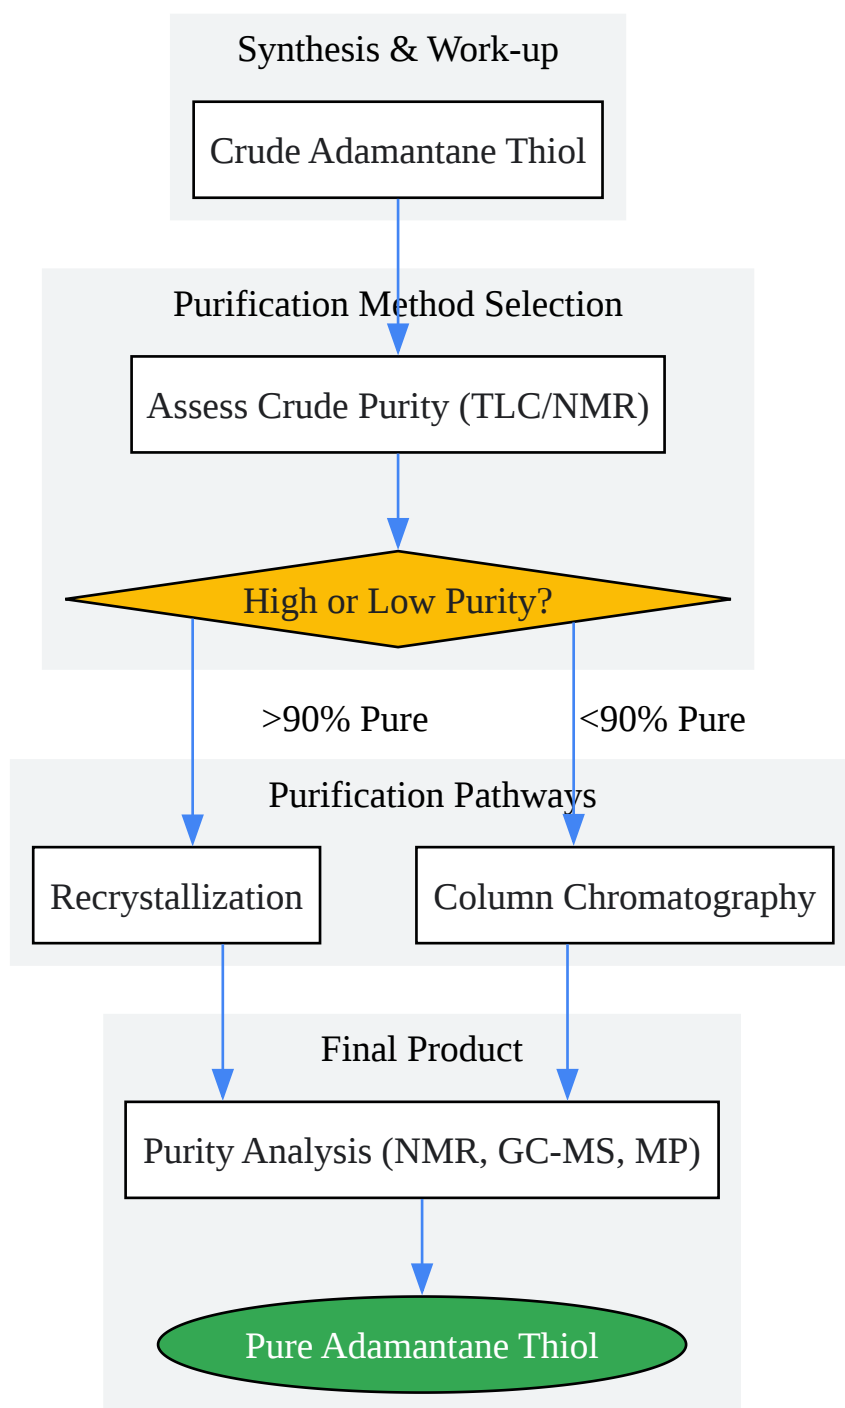 Synthesis & Work-up
Crude Adamantane Thiol
Purification Method Selection
Assess Crude Purity (TLC/NMR)
High or Low Purity?
>90% Pure
<90% Pure
Purification Pathways
Recrystallization
Column Chromatography
Final Product
Purity Analysis (NMR, GC-MS, MP)
Pure Adamantane Thiol